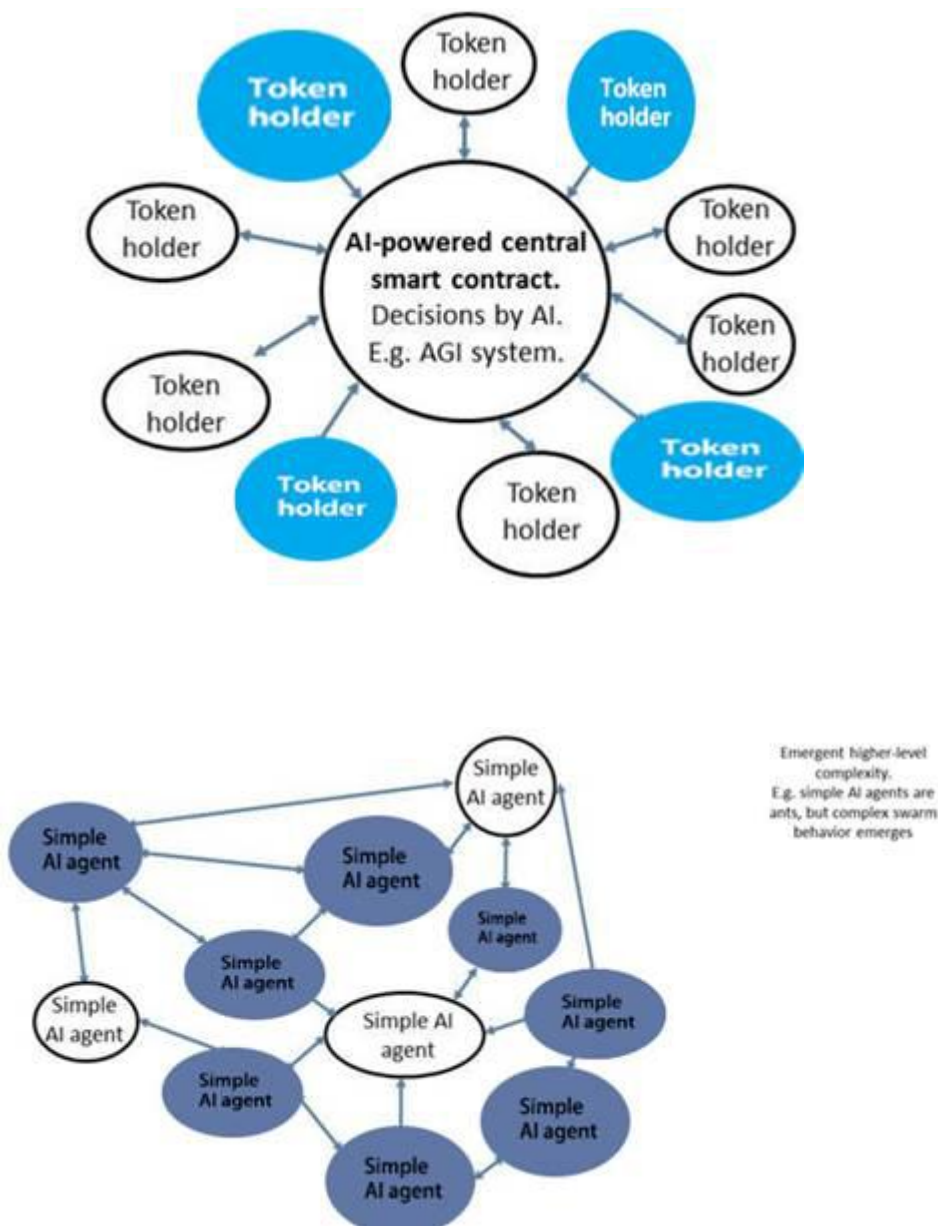 Token
holder
Token
holder
Token
holder
Token
holder
Token
holder
AI-powered central
smart contract.
Decisions by AI.
E.g. AGI system.
Token
holder
Token
holder
Token
holder
Token
holder
Token
holder
Simple
AI agent
Emergent higher-level
complexity.
E.g. simple AI agents are
ants, but complex swarm
behavior emerges
Simple
AI agent
Simple
AI agent
Simple
AI agent
Simple
AI agent
Simple
AI agent
Simple AI
agent
Simple
AI agent
Simple
AI agent
Simple
AI agent
Simple
AI agent